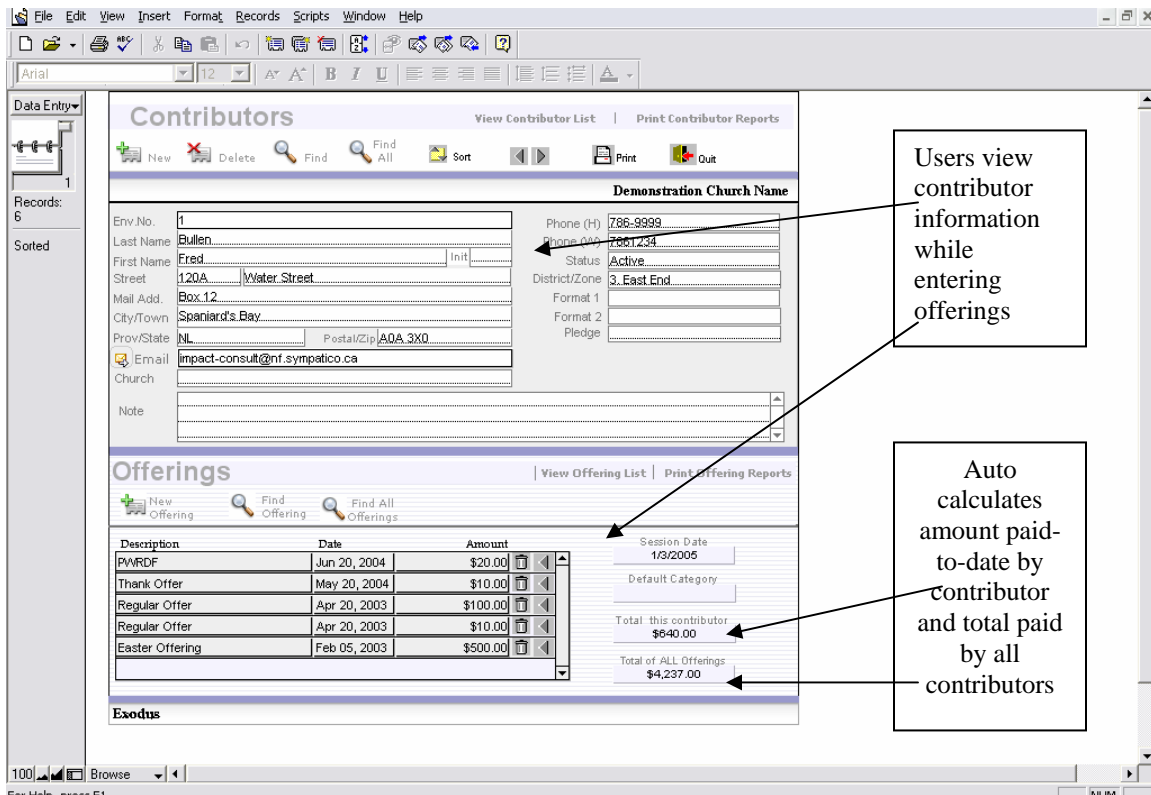 File Edit View Insert Format Records Scripts Window Help
Arial 12 B I U A
Data Entry
1
Records:
6
Sorted
Contributors View Contributor List | Print Contributor Reports
New Delete Find Find All Sort Print Quit
Demonstration Church Name
Env.No. 1
Last Name Bullen
First Name Fred Init
Street 120A Water Street
Mail Add. Box 12
City/Town Spaniard's Bay
Prov/State NL Postal/Zip A0A 3X0
Email impact-consult@nf.sympatico.ca
Church
Note
Phone (H) 786-9999
Phone (W) 7861234
Status Active
District/Zone 3. East End
Format 1
Format 2
Pledge
Offerings | View Offering List | Print Offering Reports
New Offering Find Offering Find All Offerings
Description Date Amount
PWRDF Jun 20, 2004 $20.00
Thank Offer May 20, 2004 $10.00
Regular Offer Apr 20, 2003 $100.00
Regular Offer Apr 20, 2003 $10.00
Easter Offering Feb 05, 2003 $500.00
Session Date
1/3/2005
Default Category
Total this contributor
$640.00
Total of ALL Offerings
$4,237.00
Exodus
100 Browse
For Help, press F1 NUM
Users view
contributor
information
while
entering
offerings
Auto
calculates
amount paid-
to-date by
contributor
and total paid
by all
contributors